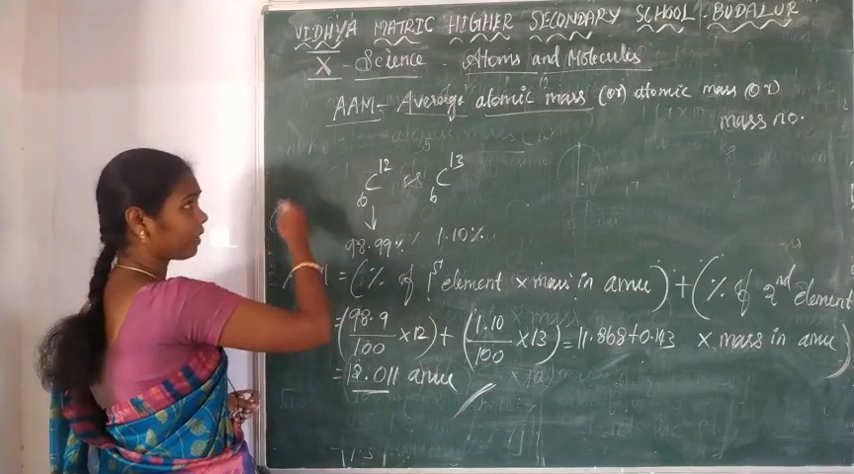 VIDHYA MATRIC HIGHER SECONDARY SCHOOL-BUDALUR
X - Science - Atoms and Molecules
AAM - Average atomic mass (or) atomic mass (or)
mass no.
6C12 & 6C13
98.99% 1.10%
= (% of 1st element x mass in amu) + (% of 2nd element
x mass in amu)
= (98.9/100 x 12) + (1.10/100 x 13) = 11.868+0.143
= 12.011 amu